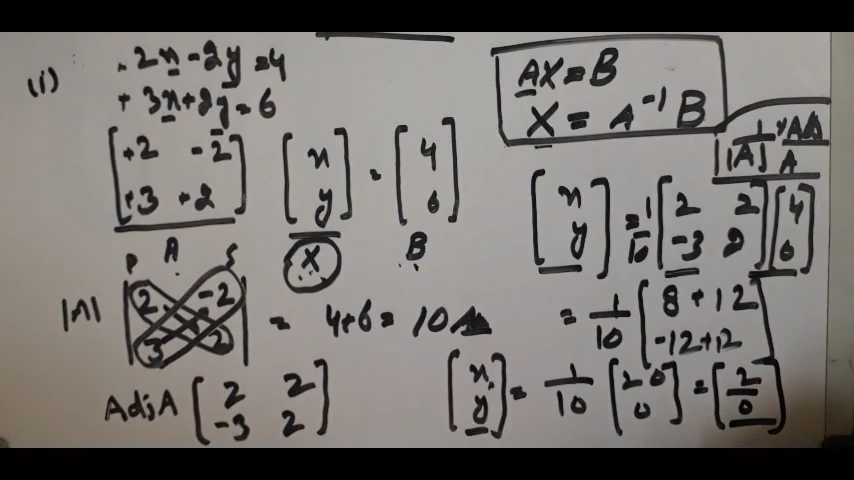 (i) 2x - 2y = 4
+ 3x + 2y = 6
[+2 -2
+3 +2] [x
y] = [4
6]
A X B
AX = B
X = A⁻¹ B
1/|A| × Adj A
[x
y] = 1/10 [2 2
-3 2] [4
6]
P S
|A| |2 -2
3 2| = 4+6 = 10
= 1/10 [8 + 12
-12+12]
Adj A [2 2
-3 2]
[x
y] = 1/10 [20
0] = [2
0]